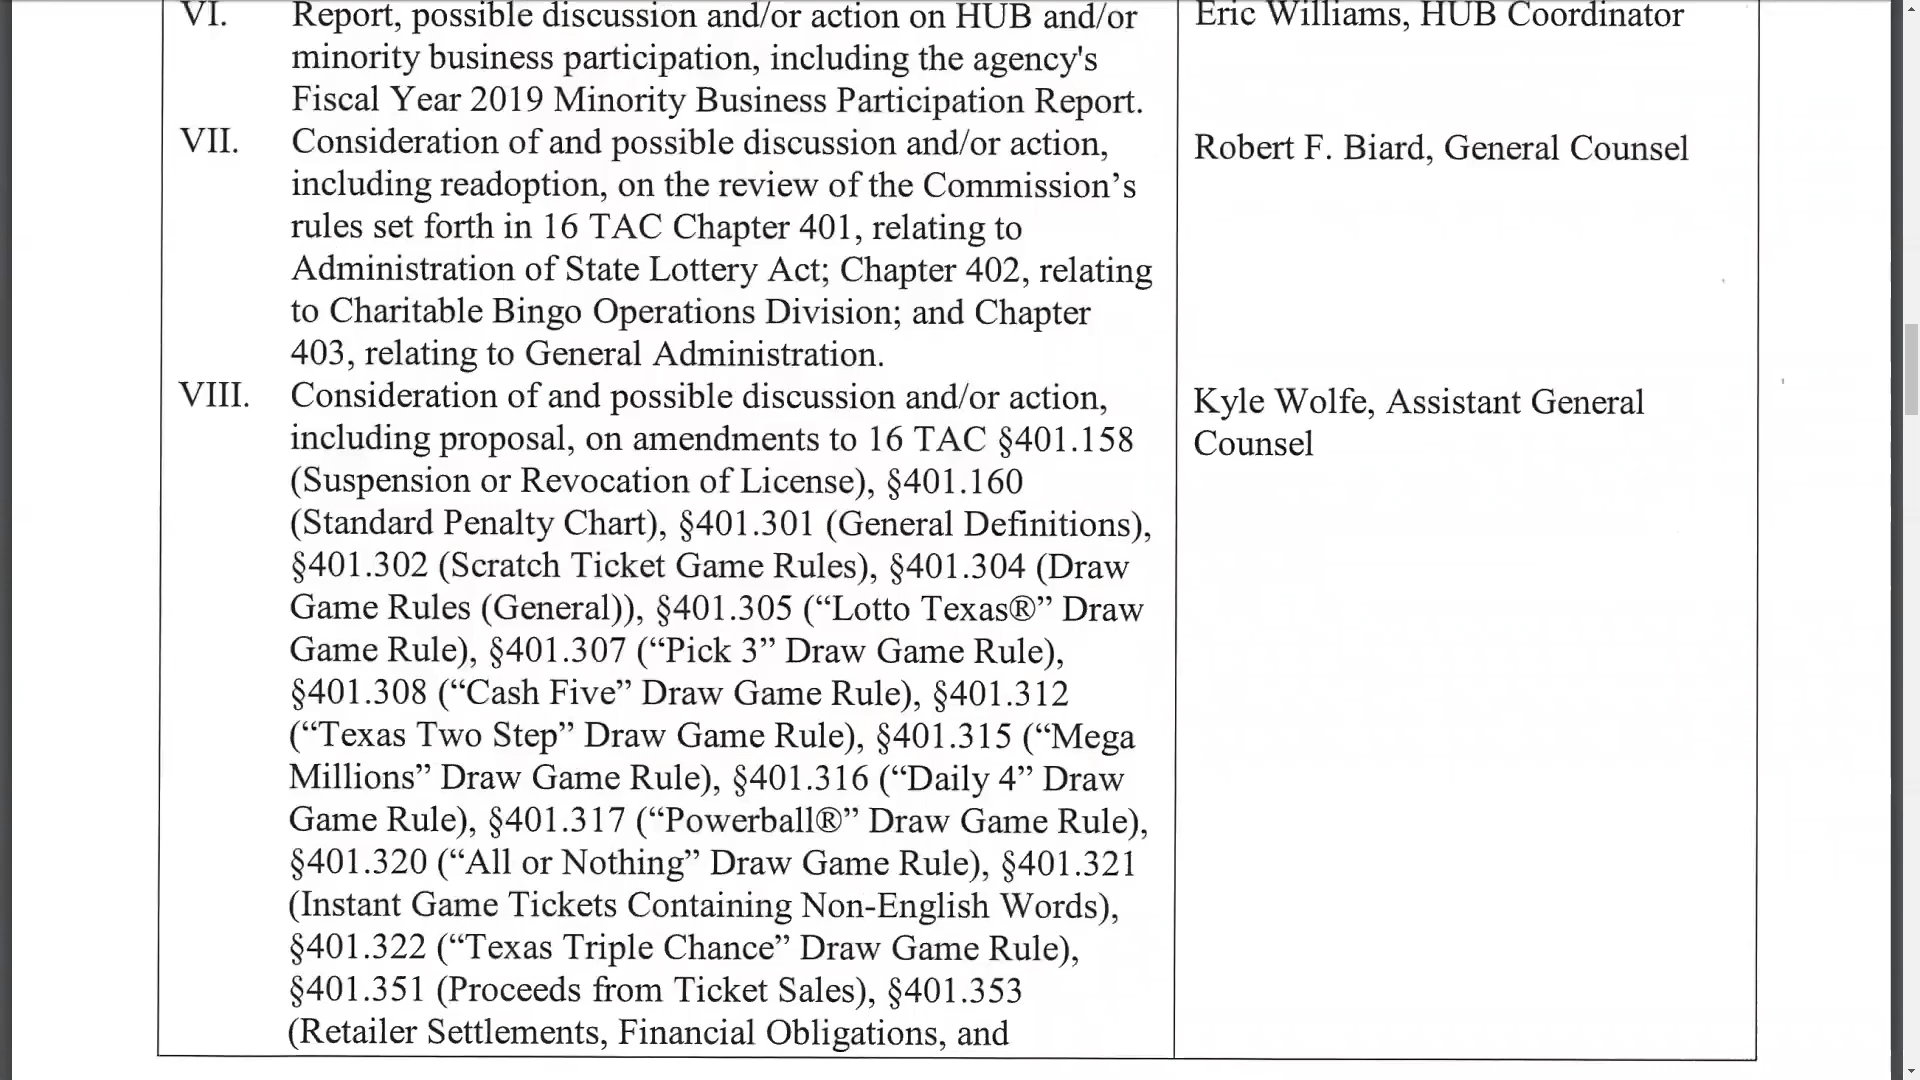 VI. Report, possible discussion and/or action on HUB and/or
minority business participation, including the agency's
Fiscal Year 2019 Minority Business Participation Report.
Eric Williams, HUB Coordinator
VII. Consideration of and possible discussion and/or action,
including readoption, on the review of the Commission’s
rules set forth in 16 TAC Chapter 401, relating to
Administration of State Lottery Act; Chapter 402, relating
to Charitable Bingo Operations Division; and Chapter
403, relating to General Administration.
Robert F. Biard, General Counsel
VIII. Consideration of and possible discussion and/or action,
including proposal, on amendments to 16 TAC §401.158
(Suspension or Revocation of License), §401.160
(Standard Penalty Chart), §401.301 (General Definitions),
§401.302 (Scratch Ticket Game Rules), §401.304 (Draw
Game Rules (General)), §401.305 (“Lotto Texas®” Draw
Game Rule), §401.307 (“Pick 3” Draw Game Rule),
§401.308 (“Cash Five” Draw Game Rule), §401.312
(“Texas Two Step” Draw Game Rule), §401.315 (“Mega
Millions” Draw Game Rule), §401.316 (“Daily 4” Draw
Game Rule), §401.317 (“Powerball®” Draw Game Rule),
§401.320 (“All or Nothing” Draw Game Rule), §401.321
(Instant Game Tickets Containing Non-English Words),
§401.322 (“Texas Triple Chance” Draw Game Rule),
§401.351 (Proceeds from Ticket Sales), §401.353
(Retailer Settlements, Financial Obligations, and
Kyle Wolfe, Assistant General
Counsel